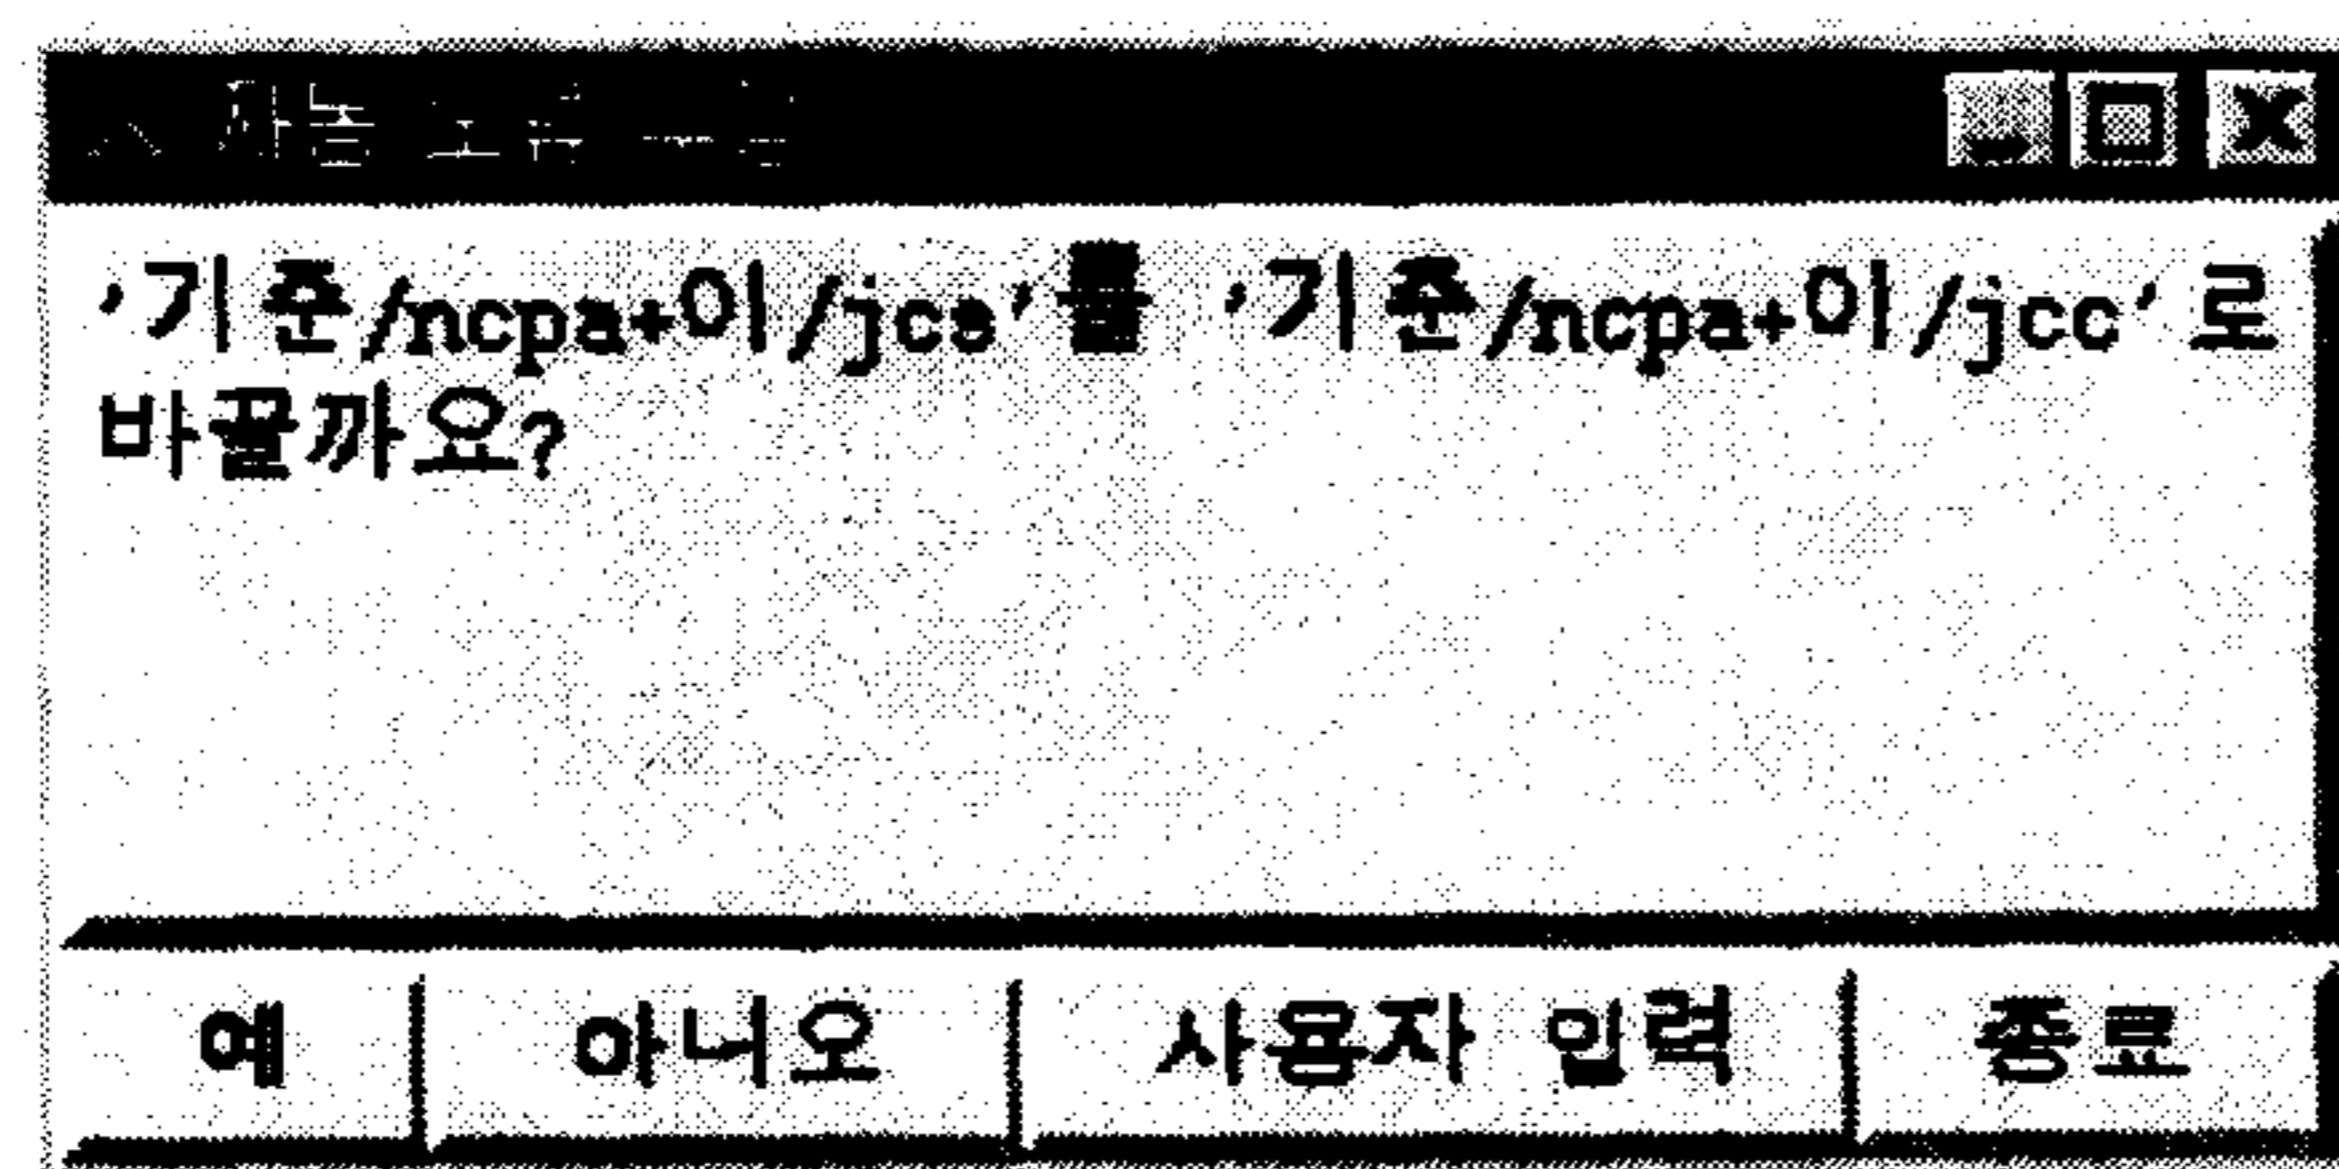 '기준/ncpa+이/jcs'를 '기준/ncpa+이/jcc' 로
바꿀까요?
예 아니오 사용자 입력 종료